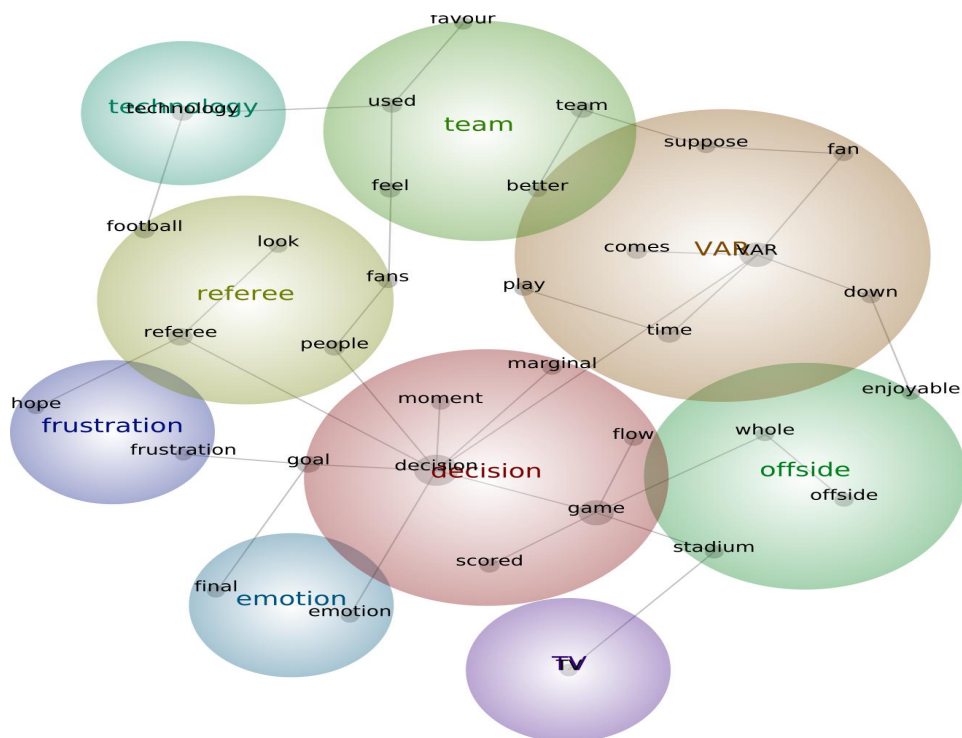 favour
technology
technology
used
team
team
suppose
fan
feel
better
football
look
comes
VAR
VAR
fans
play
referee
down
referee
people
time
marginal
enjoyable
hope
moment
frustration
flow
whole
frustration
goal
decision
decision
offside
offside
game
scored
stadium
final
emotion
emotion
TV
TV